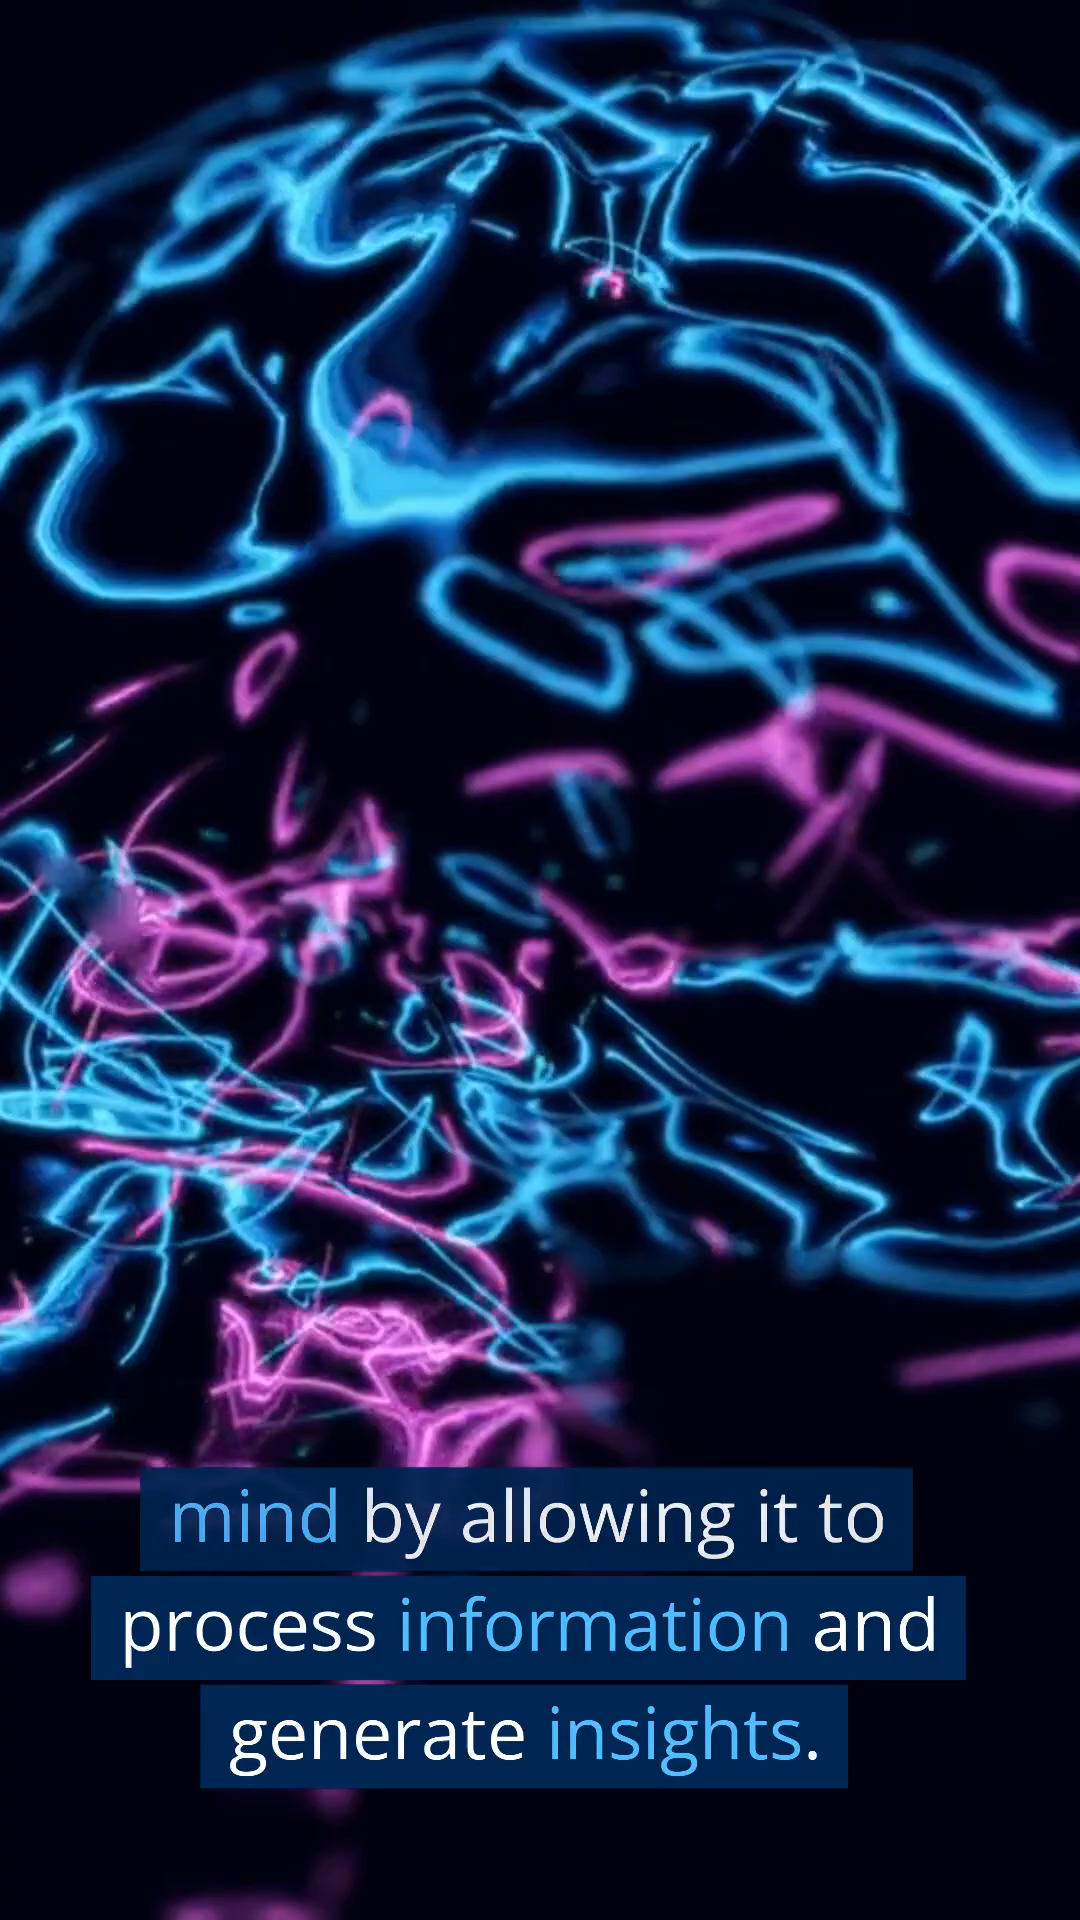 mind by allowing it to
process information and
generate insights.